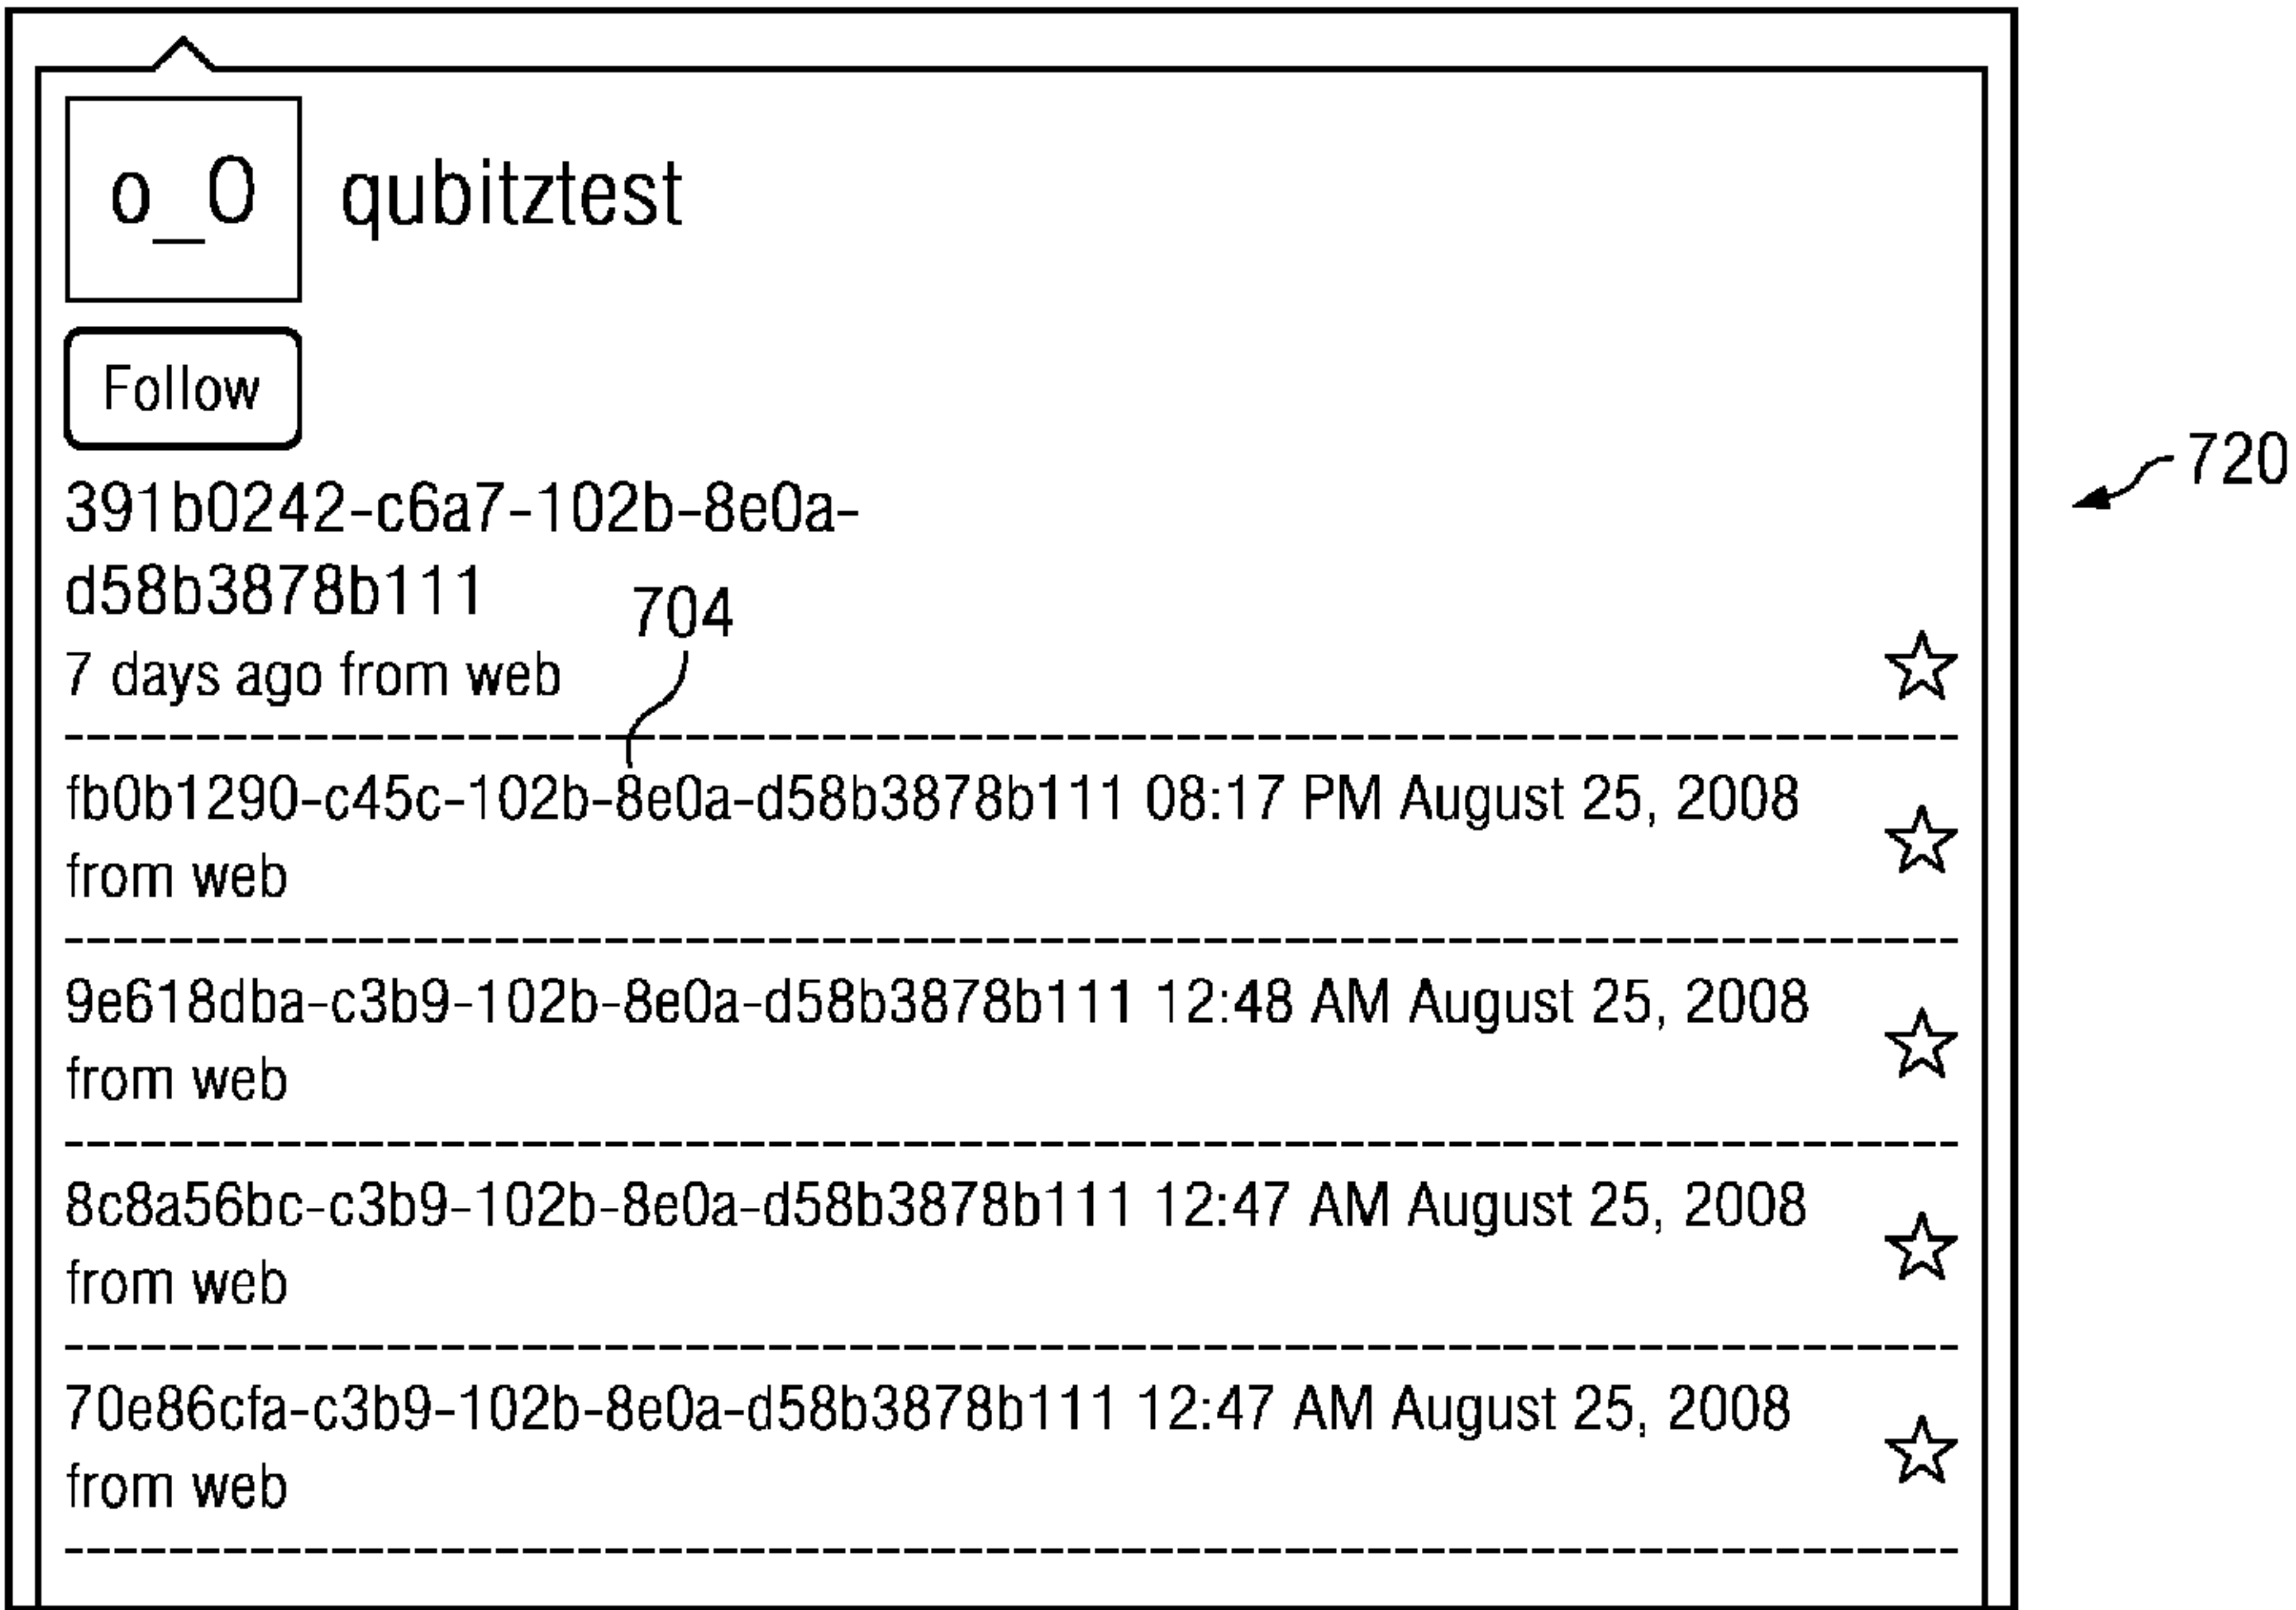 o_O qubitztest
Follow
720
391b0242-c6a7-102b-8e0a-
d58b3878b111
704
7 days ago from web
fb0b1290-c45c-102b-8e0a-d58b3878b111 08:17 PM August 25, 2008
from web
9e618dba-c3b9-102b-8e0a-d58b3878b111 12:48 AM August 25, 2008
from web
8c8a56bc-c3b9-102b-8e0a-d58b3878b111 12:47 AM August 25, 2008
from web
70e86cfa-c3b9-102b-8e0a-d58b3878b111 12:47 AM August 25, 2008
from web